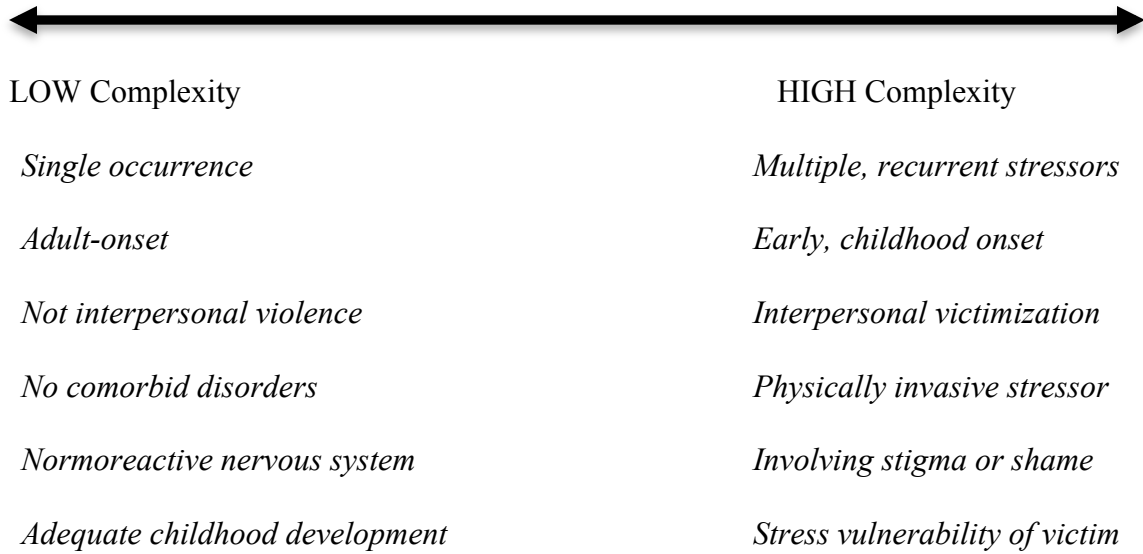 LOW Complexity HIGH Complexity
Single occurrence Multiple, recurrent stressors
Adult-onset Early, childhood onset
Not interpersonal violence Interpersonal victimization
No comorbid disorders Physically invasive stressor
Normoreactive nervous system Involving stigma or shame
Adequate childhood development Stress vulnerability of victim